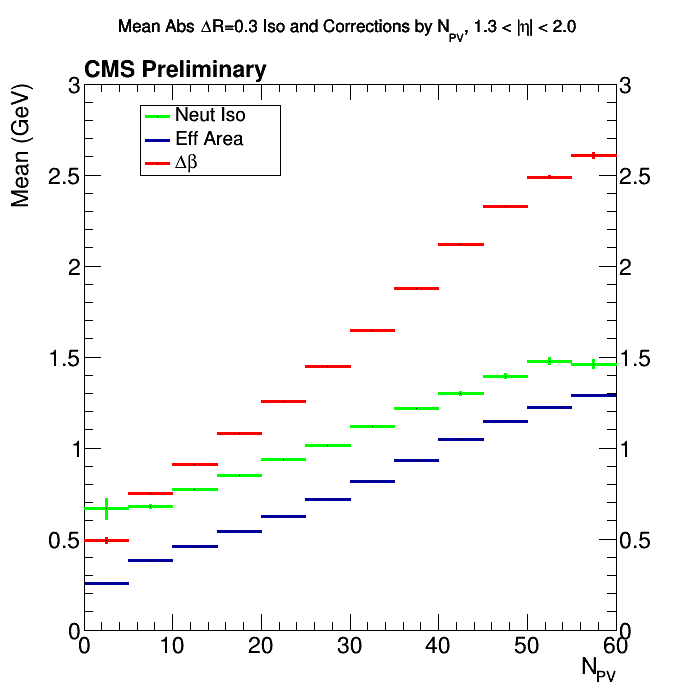 Mean Abs ΔR=0.3 Iso and Corrections by N_PV, 1.3 < |η| < 2.0
CMS Preliminary
Mean (GeV)
Neut Iso
Eff Area
Δβ
3 3
2.5 2.5
2 2
1.5 1.5
1 1
0.5 0.5
0 0
0 10 20 30 40 50 60
N_PV